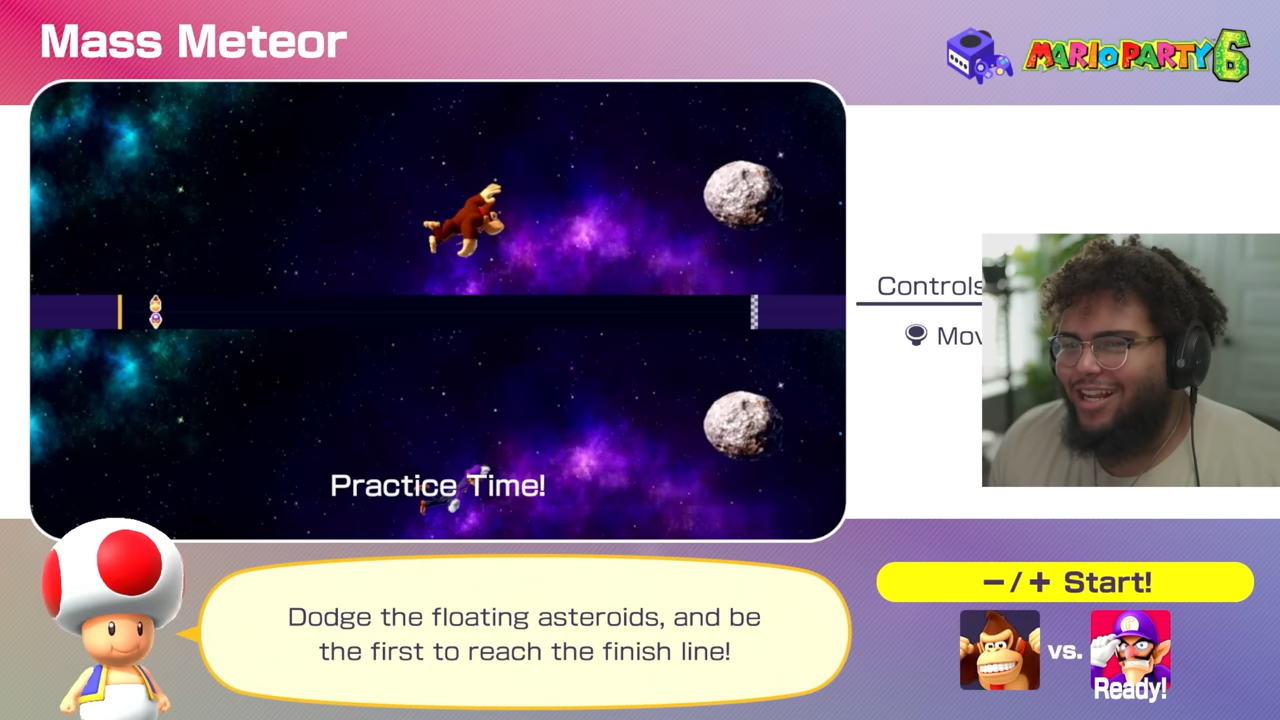 Mass Meteor
MARIO PARTY 6
Controls
Mov
Practice Time!
Dodge the floating asteroids, and be
the first to reach the finish line!
−/+ Start!
vs.
Ready!